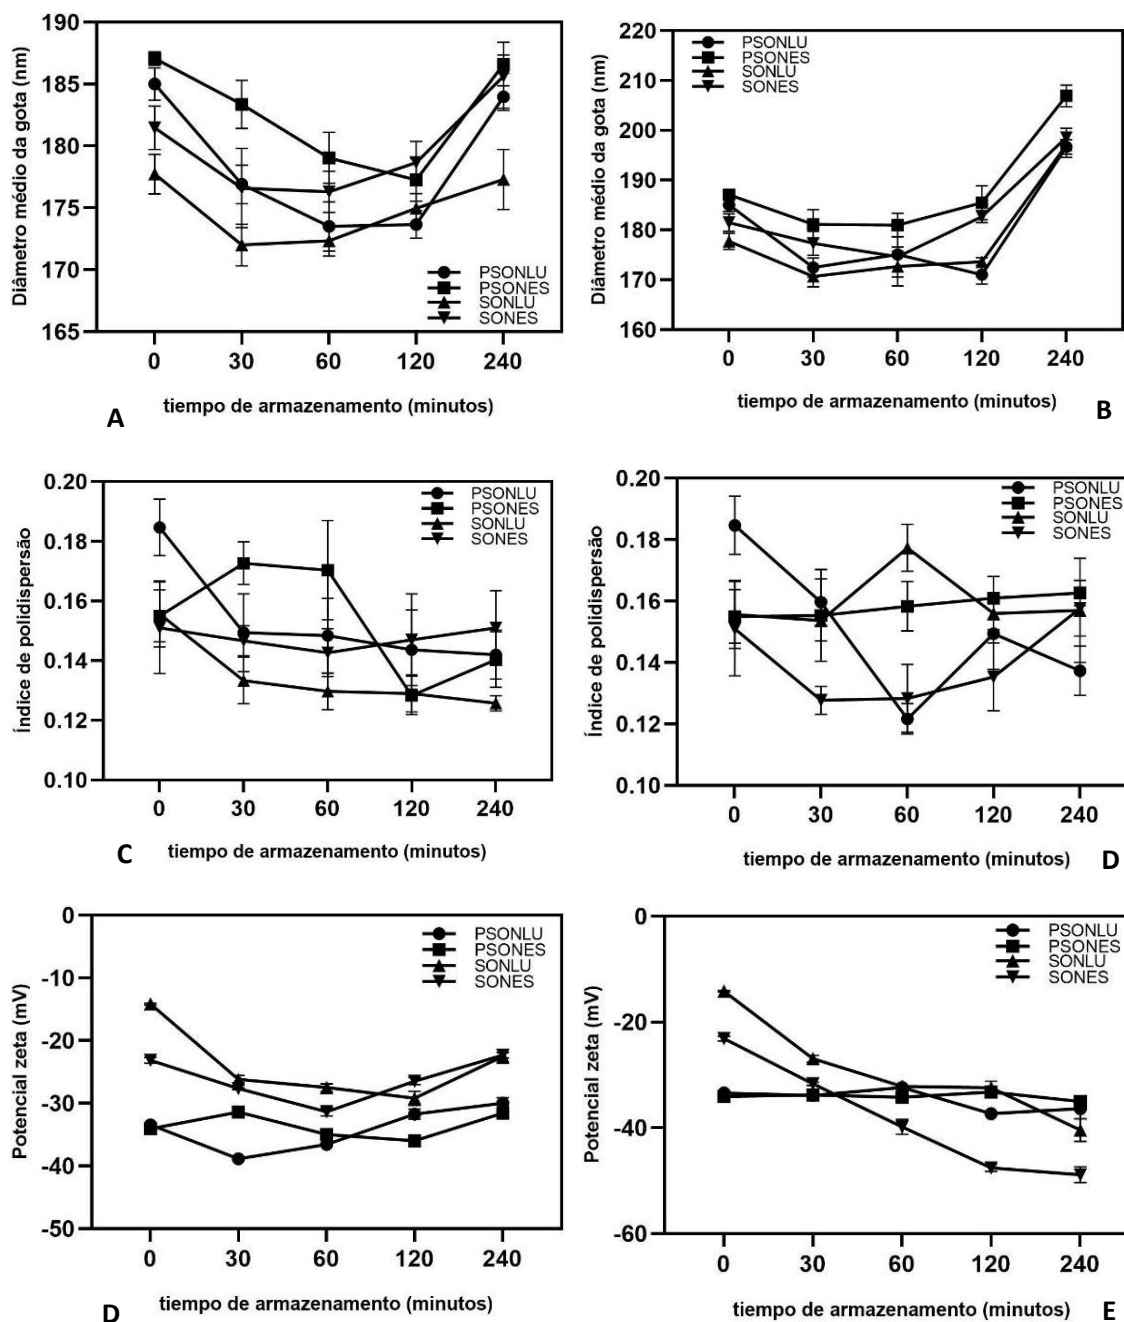 Diâmetro médio da gota (nm)
190
185
180
175
170
165
PSONLU
PSONES
SONLU
SONES
0 30 60 120 240
tiempo de armazenamento (minutos)
A
Diâmetro médio da gota (nm)
220
210
200
190
180
170
160
PSONLU
PSONES
SONLU
SONES
0 30 60 120 240
tiempo de armazenamento (minutos)
B
Índice de polidispersão
0.20
0.18
0.16
0.14
0.12
0.10
PSONLU
PSONES
SONLU
SONES
0 30 60 120 240
tiempo de armazenamento (minutos)
C
Índice de polidispersão
0.20
0.18
0.16
0.14
0.12
0.10
PSONLU
PSONES
SONLU
SONES
0 30 60 120 240
tiempo de armazenamento (minutos)
D
Potencial zeta (mV)
0
-10
-20
-30
-40
-50
PSONLU
PSONES
SONLU
SONES
0 30 60 120 240
tiempo de armazenamento (minutos)
D
Potencial zeta (mV)
0
-20
-40
-60
PSONLU
PSONES
SONLU
SONES
0 30 60 120 240
tiempo de armazenamento (minutos)
E